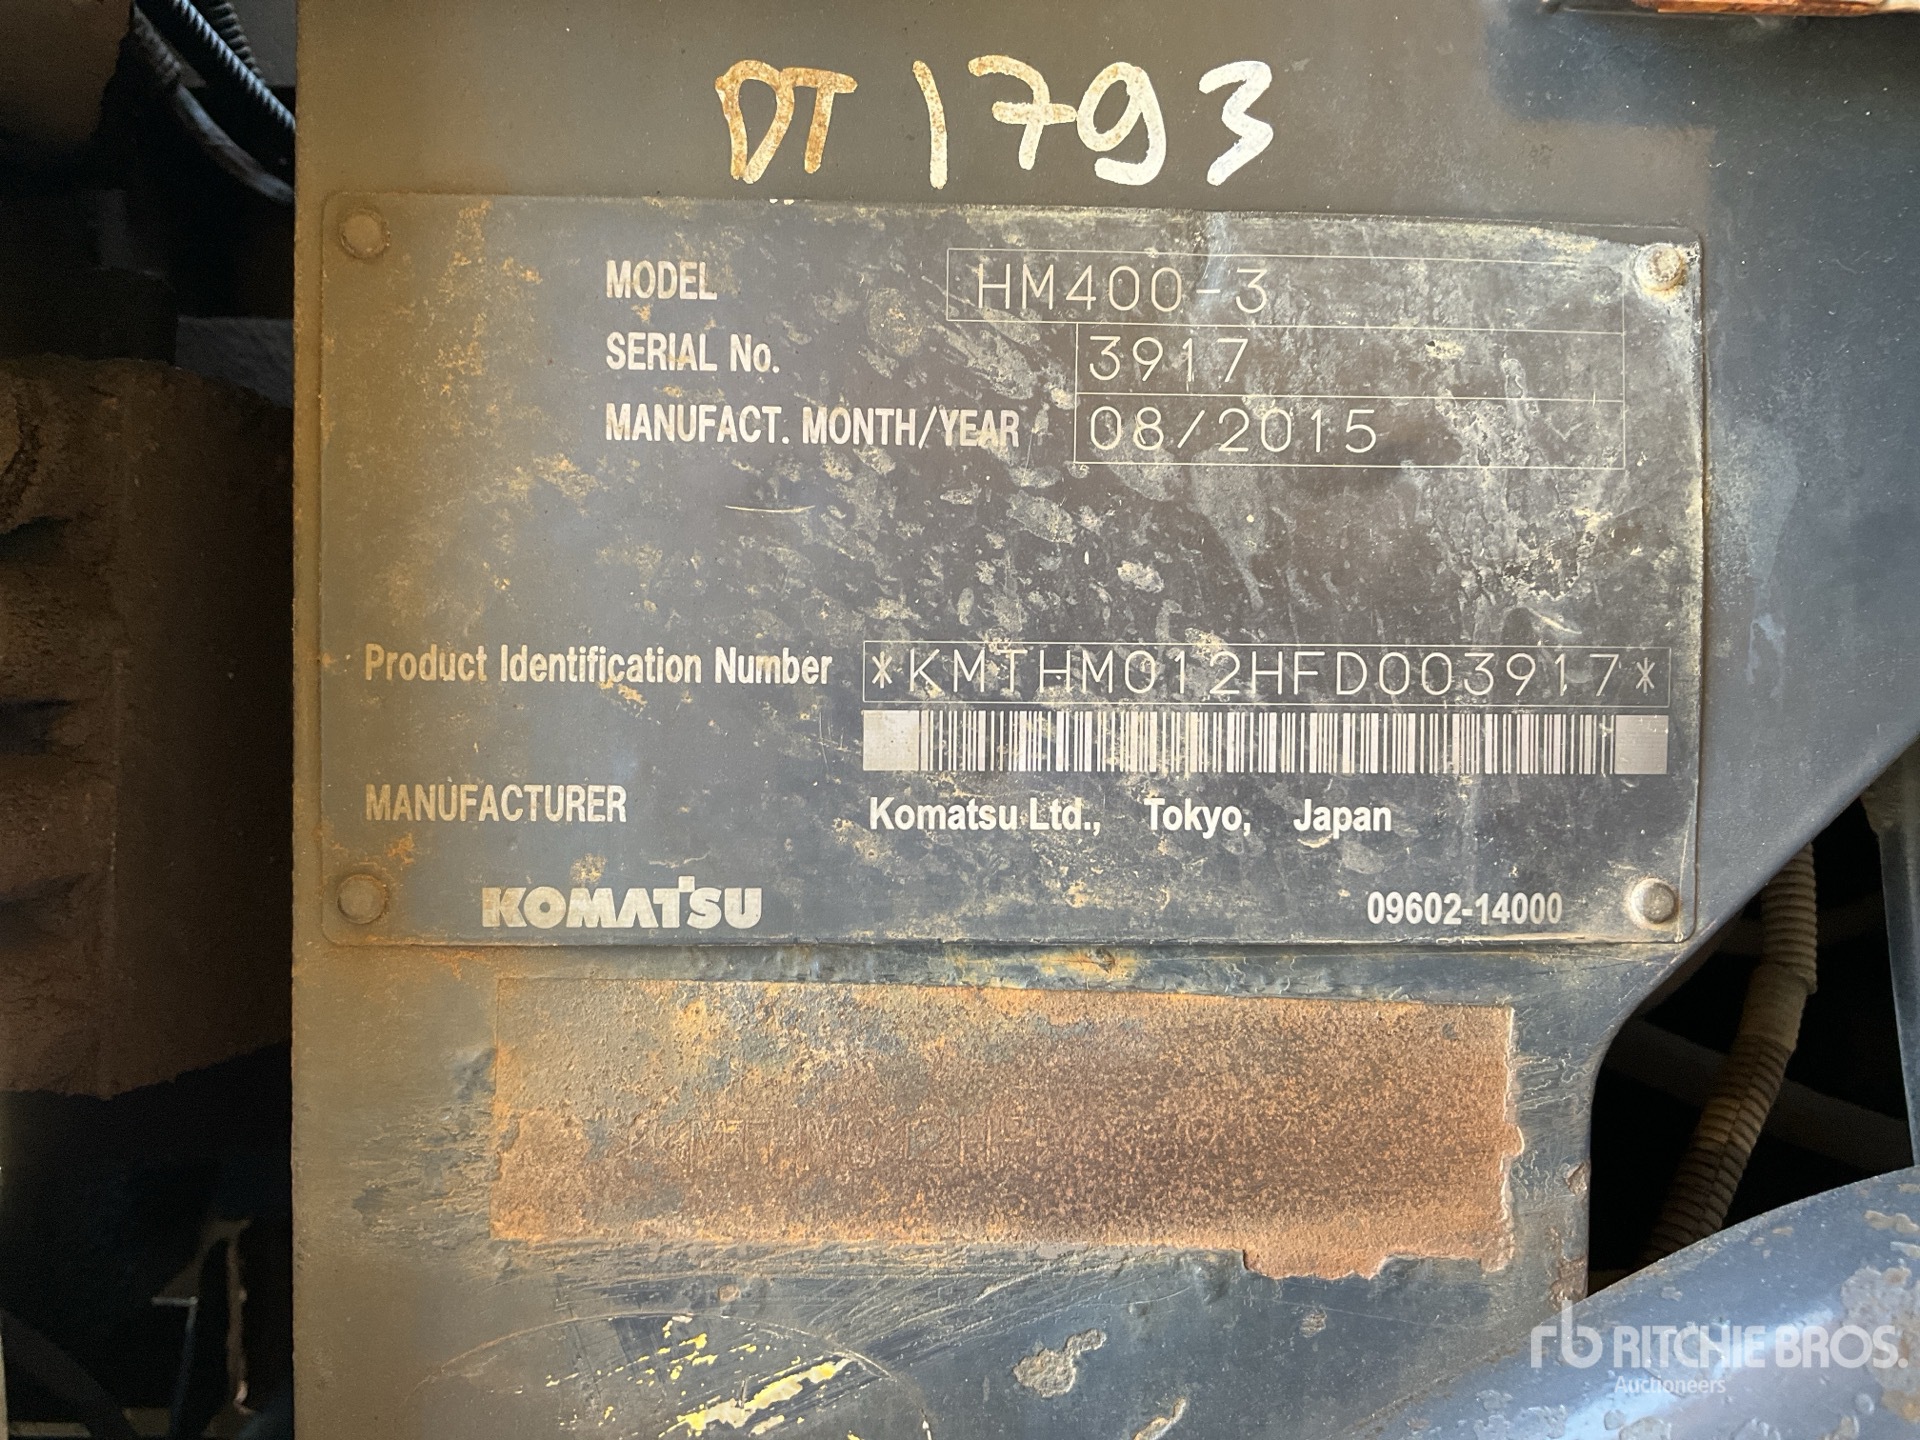 DT 1793
MODEL HM400-3
SERIAL No. 3917
MANUFACT. MONTH/YEAR 08/2015
Product Identification Number *KMTHM012HFD003917*
MANUFACTURER Komatsu Ltd., Tokyo, Japan
KOMATSU 09602-14000
rb RITCHIE BROS.
Auctioneers